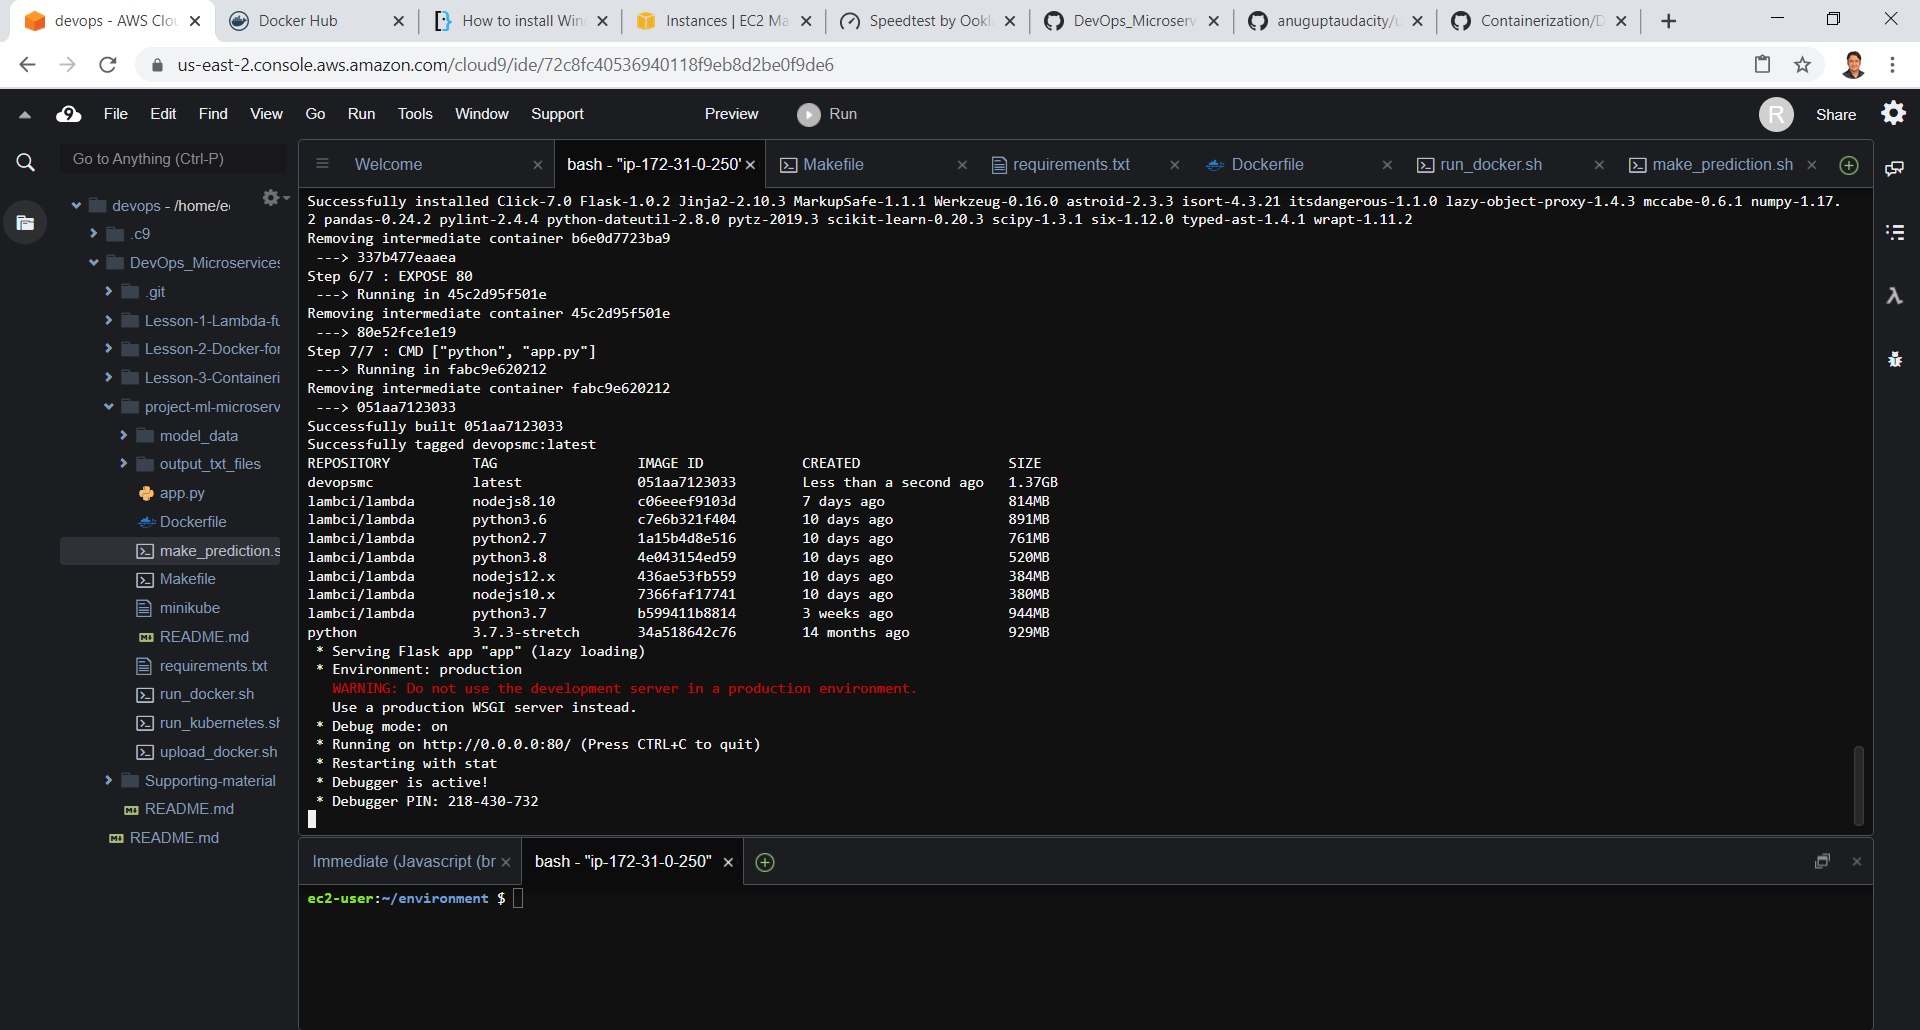 devops - AWS Clou
Docker Hub
How to install Win
Instances | EC2 Ma
Speedtest by Ookl
DevOps_Microserv
anuguptaudacity/u
Containerization/D
us-east-2.console.aws.amazon.com/cloud9/ide/72c8fc40536940118f9eb8d2be0f9de6
9 File Edit Find View Go Run Tools Window Support Preview Run R Share
Go to Anything (Ctrl-P)
devops - /home/e
.c9
DevOps_Microservices
.git
Lesson-1-Lambda-fu
Lesson-2-Docker-for
Lesson-3-Containeri
project-ml-microserv
model_data
output_txt_files
app.py
Dockerfile
make_prediction.s
Makefile
minikube
README.md
requirements.txt
run_docker.sh
run_kubernetes.sh
upload_docker.sh
Supporting-material
README.md
README.md
Welcome
bash - "ip-172-31-0-250"
Makefile
requirements.txt
Dockerfile
run_docker.sh
make_prediction.sh
Successfully installed Click-7.0 Flask-1.0.2 Jinja2-2.10.3 MarkupSafe-1.1.1 Werkzeug-0.16.0 astroid-2.3.3 isort-4.3.21 itsdangerous-1.1.0 lazy-object-proxy-1.4.3 mccabe-0.6.1 numpy-1.17.
2 pandas-0.24.2 pylint-2.4.4 python-dateutil-2.8.0 pytz-2019.3 scikit-learn-0.20.3 scipy-1.3.1 six-1.12.0 typed-ast-1.4.1 wrapt-1.11.2
Removing intermediate container b6e0d7723ba9
---> 337b477eaaea
Step 6/7 : EXPOSE 80
---> Running in 45c2d95f501e
Removing intermediate container 45c2d95f501e
---> 80e52fce1e19
Step 7/7 : CMD ["python", "app.py"]
---> Running in fabc9e620212
Removing intermediate container fabc9e620212
---> 051aa7123033
Successfully built 051aa7123033
Successfully tagged devopsmc:latest
REPOSITORY TAG IMAGE ID CREATED SIZE
devopsmc latest 051aa7123033 Less than a second ago 1.37GB
lambci/lambda nodejs8.10 c06eeef9103d 7 days ago 814MB
lambci/lambda python3.6 c7e6b321f404 10 days ago 891MB
lambci/lambda python2.7 1a15b4d8e516 10 days ago 761MB
lambci/lambda python3.8 4e043154ed59 10 days ago 520MB
lambci/lambda nodejs12.x 436ae53fb559 10 days ago 384MB
lambci/lambda nodejs10.x 7366faf17741 10 days ago 380MB
lambci/lambda python3.7 b599411b8814 3 weeks ago 944MB
python 3.7.3-stretch 34a518642c76 14 months ago 929MB
* Serving Flask app "app" (lazy loading)
* Environment: production
WARNING: Do not use the development server in a production environment.
Use a production WSGI server instead.
* Debug mode: on
* Running on http://0.0.0.0:80/ (Press CTRL+C to quit)
* Restarting with stat
* Debugger is active!
* Debugger PIN: 218-430-732
Immediate (Javascript (br
bash - "ip-172-31-0-250"
ec2-user:~/environment $